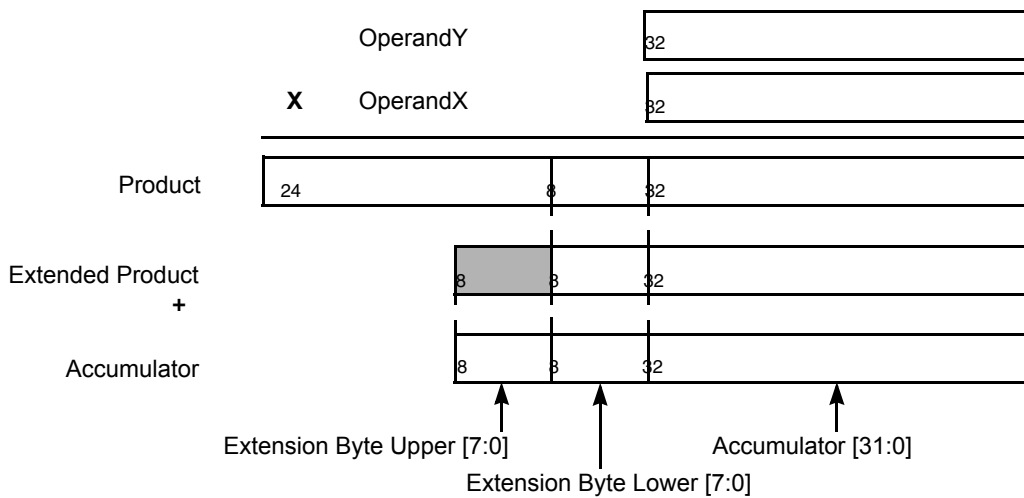 OperandY 32
X OperandX 32
Product 24 8 32
Extended Product 8 8 32
+
Accumulator 8 8 32
Extension Byte Upper [7:0] Accumulator [31:0]
Extension Byte Lower [7:0]